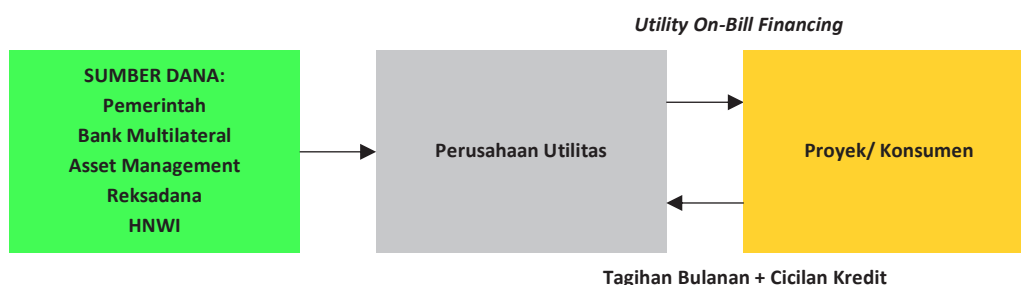 Utility On-Bill Financing
SUMBER DANA:
Pemerintah
Bank Multilateral
Asset Management
Reksadana
HNWI
Perusahaan Utilitas
Proyek/ Konsumen
Tagihan Bulanan + Cicilan Kredit